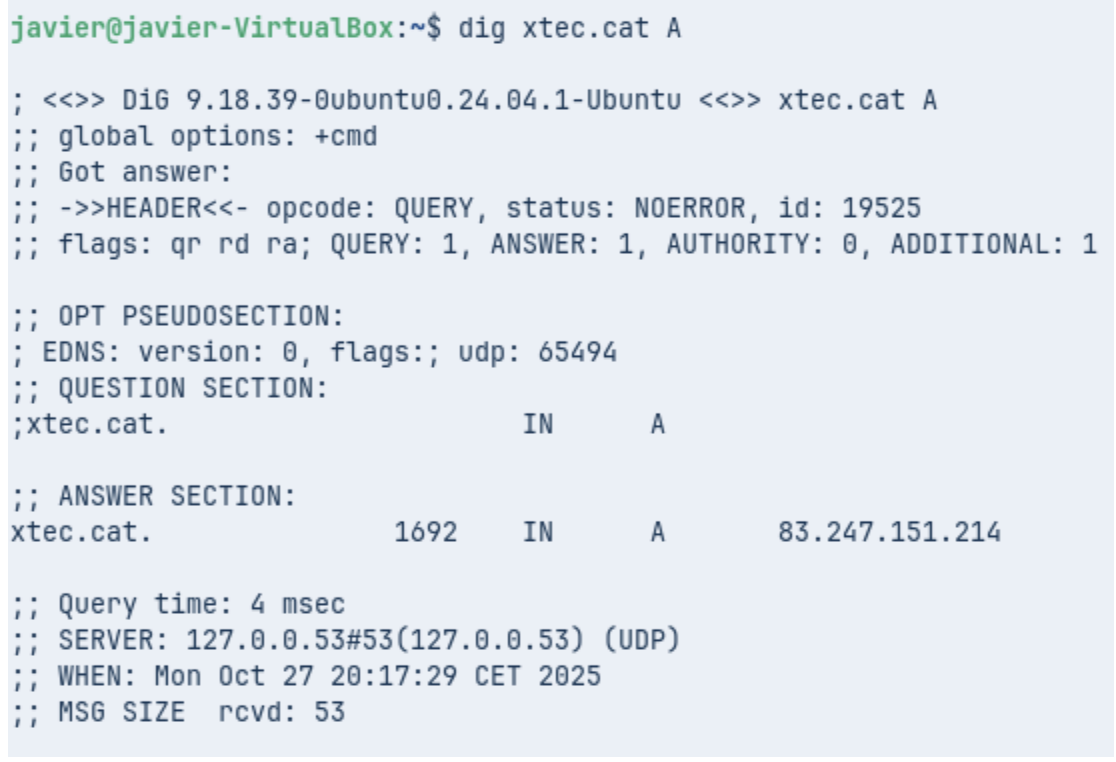 javier@javier-VirtualBox:~$ dig xtec.cat A
; <<>> DiG 9.18.39-0ubuntu0.24.04.1-Ubuntu <<>> xtec.cat A
;; global options: +cmd
;; Got answer:
;; ->>HEADER<<- opcode: QUERY, status: NOERROR, id: 19525
;; flags: qr rd ra; QUERY: 1, ANSWER: 1, AUTHORITY: 0, ADDITIONAL: 1
;; OPT PSEUDOSECTION:
; EDNS: version: 0, flags:; udp: 65494
;; QUESTION SECTION:
;xtec.cat. IN A
;; ANSWER SECTION:
xtec.cat. 1692 IN A 83.247.151.214
;; Query time: 4 msec
;; SERVER: 127.0.0.53#53(127.0.0.53) (UDP)
;; WHEN: Mon Oct 27 20:17:29 CET 2025
;; MSG SIZE  rcvd: 53